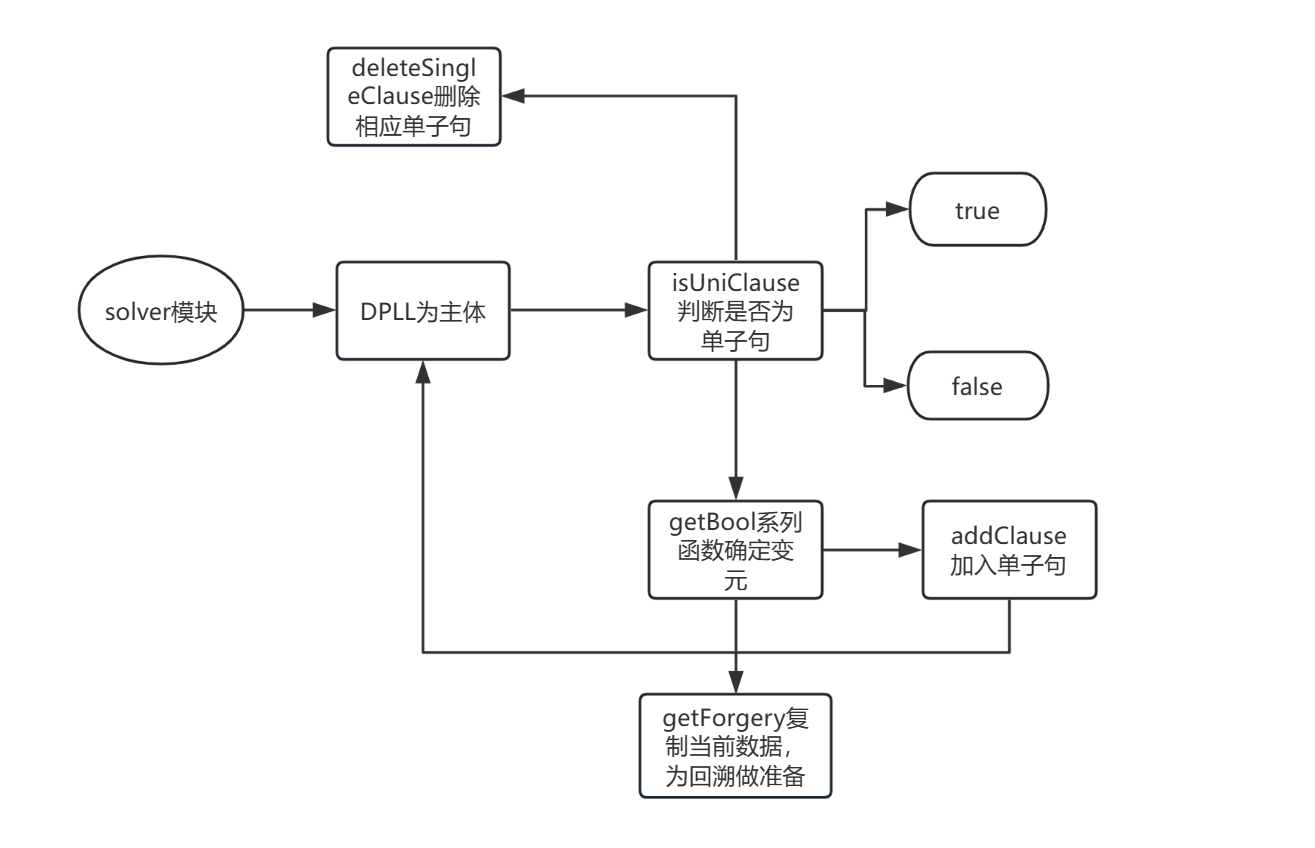 deleteSingl
eClause删除
相应单子句
true
solver模块
DPLL为主体
isUniClause
判断是否为
单子句
false
getBool系列
函数确定变
元
addClause
加入单子句
getForgery复
制当前数据，
为回溯做准备